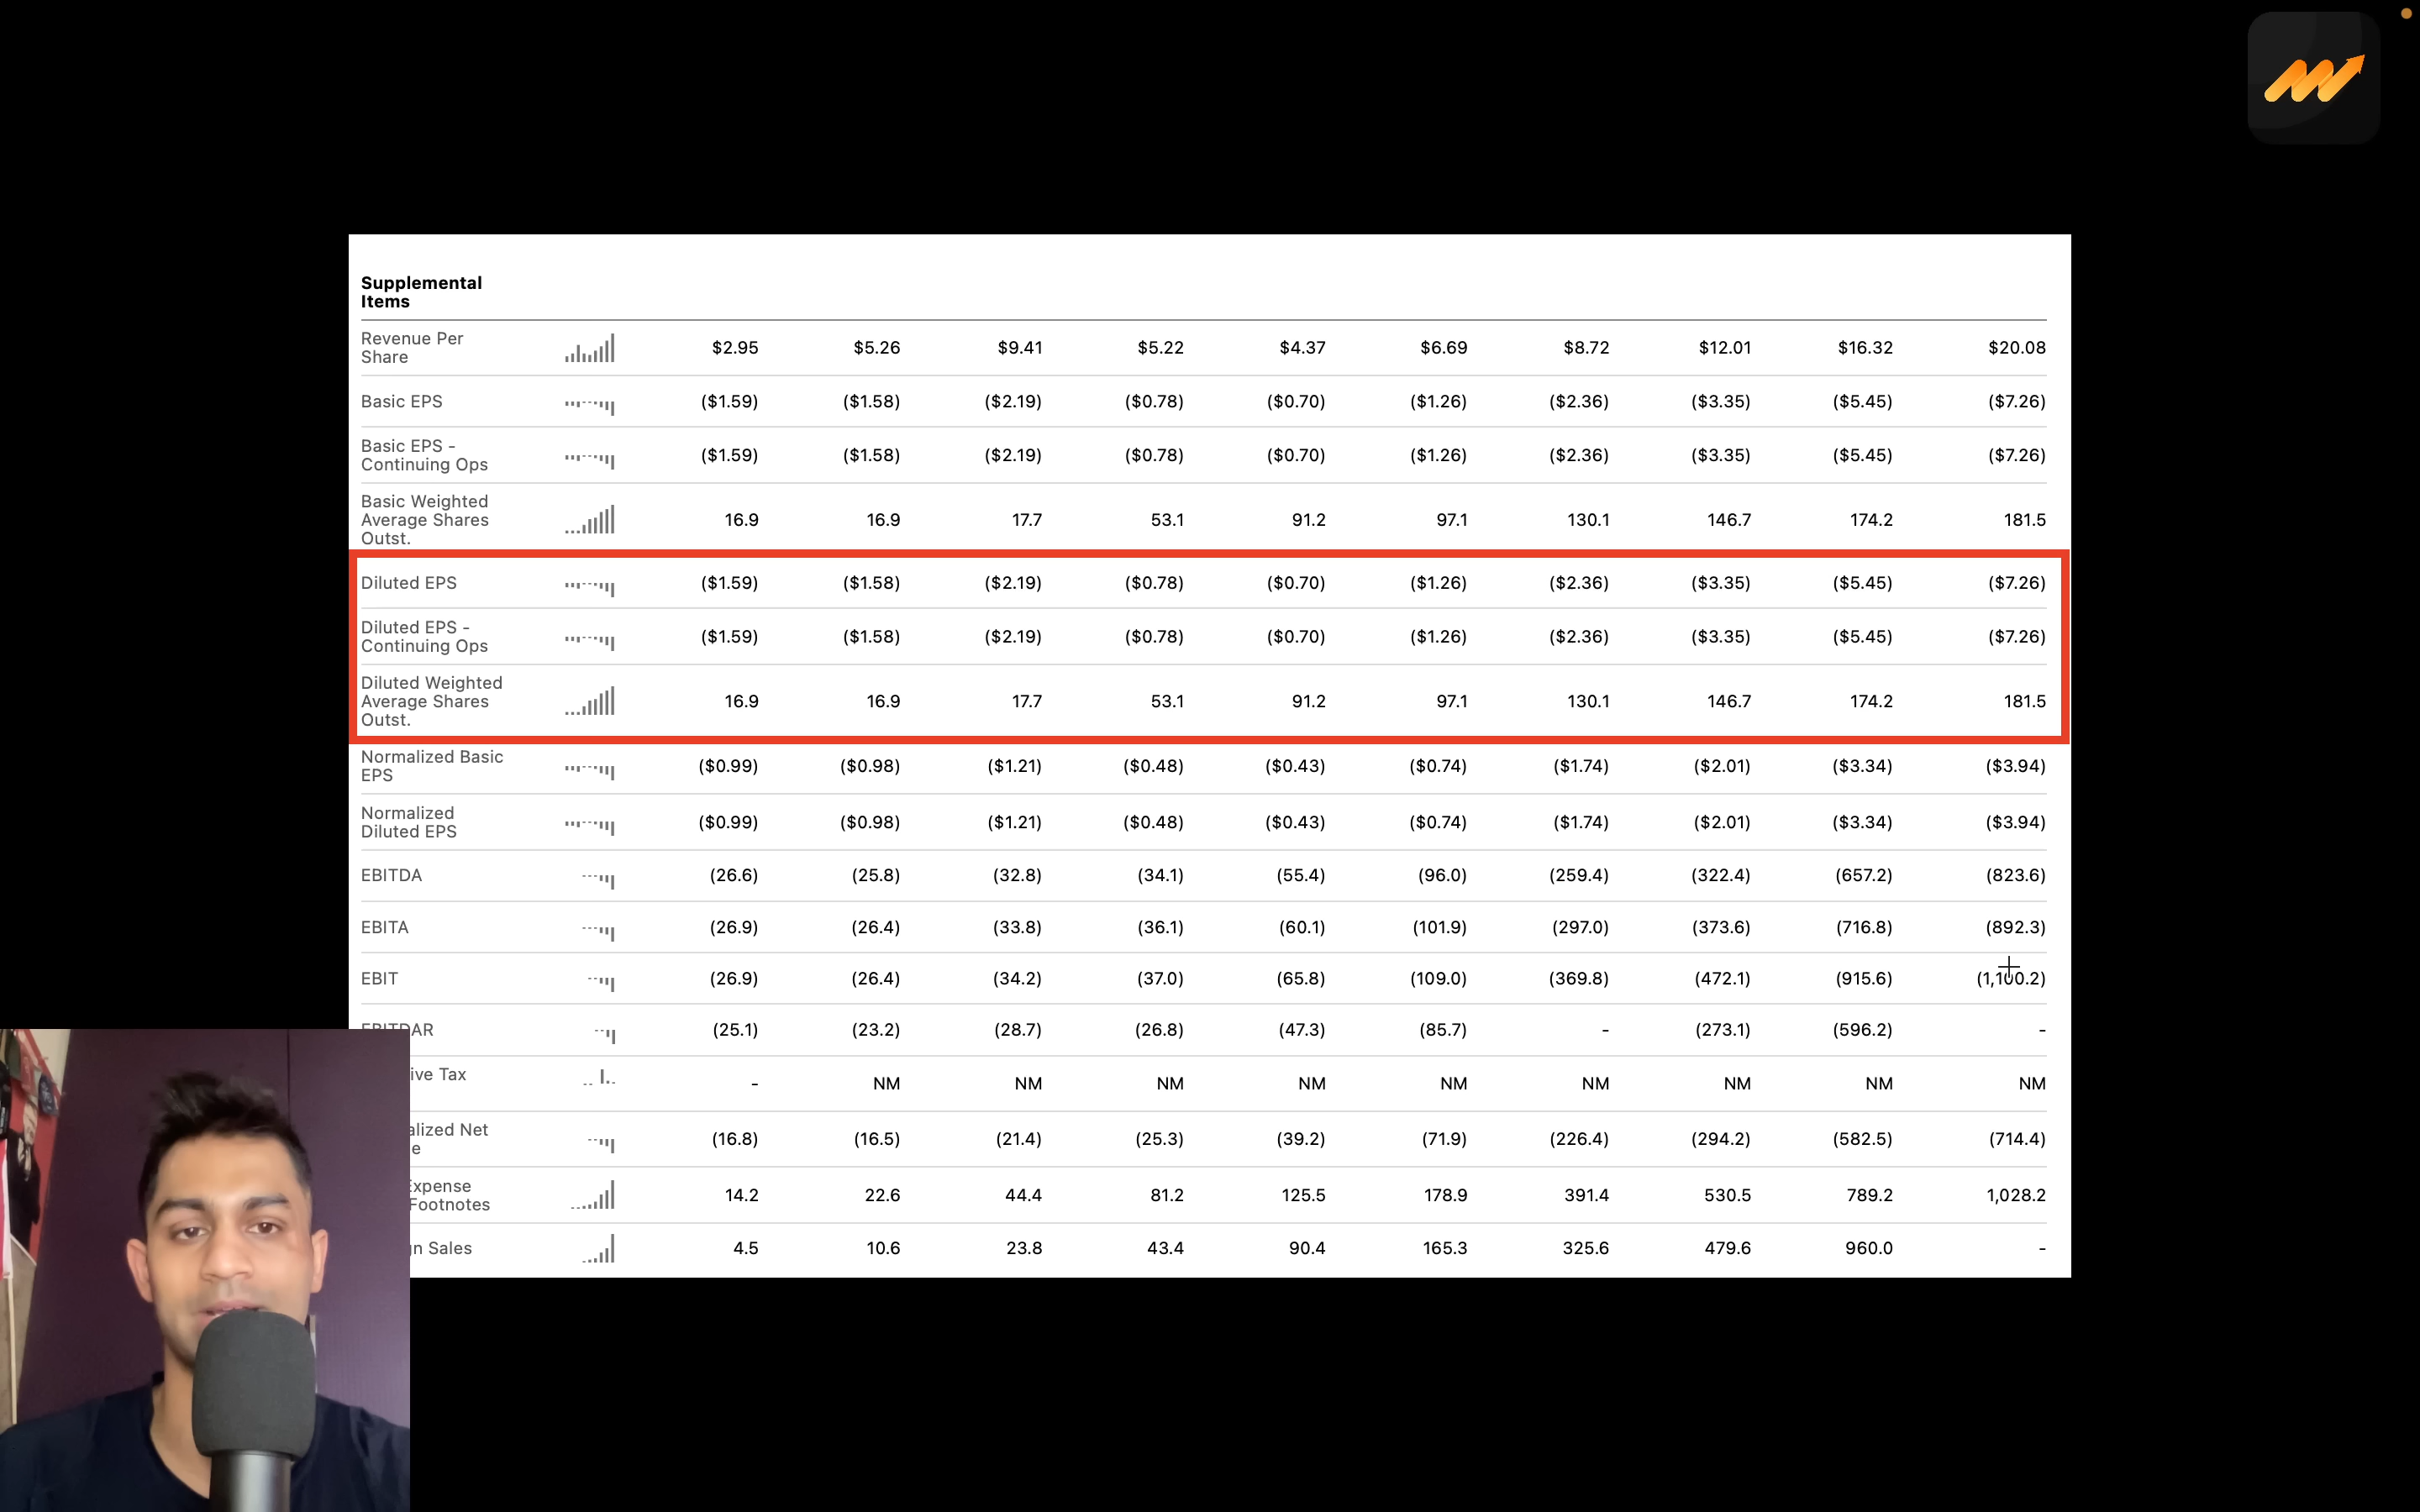 Supplemental
Items
Revenue Per
Share
$2.95 $5.26 $9.41 $5.22 $4.37 $6.69 $8.72 $12.01 $16.32 $20.08
Basic EPS ($1.59) ($1.58) ($2.19) ($0.78) ($0.70) ($1.26) ($2.36) ($3.35) ($5.45) ($7.26)
Basic EPS -
Continuing Ops
($1.59) ($1.58) ($2.19) ($0.78) ($0.70) ($1.26) ($2.36) ($3.35) ($5.45) ($7.26)
Basic Weighted
Average Shares
Outst.
16.9 16.9 17.7 53.1 91.2 97.1 130.1 146.7 174.2 181.5
Diluted EPS ($1.59) ($1.58) ($2.19) ($0.78) ($0.70) ($1.26) ($2.36) ($3.35) ($5.45) ($7.26)
Diluted EPS -
Continuing Ops
($1.59) ($1.58) ($2.19) ($0.78) ($0.70) ($1.26) ($2.36) ($3.35) ($5.45) ($7.26)
Diluted Weighted
Average Shares
Outst.
16.9 16.9 17.7 53.1 91.2 97.1 130.1 146.7 174.2 181.5
Normalized Basic
EPS
($0.99) ($0.98) ($1.21) ($0.48) ($0.43) ($0.74) ($1.74) ($2.01) ($3.34) ($3.94)
Normalized
Diluted EPS
($0.99) ($0.98) ($1.21) ($0.48) ($0.43) ($0.74) ($1.74) ($2.01) ($3.34) ($3.94)
EBITDA (26.6) (25.8) (32.8) (34.1) (55.4) (96.0) (259.4) (322.4) (657.2) (823.6)
EBITA (26.9) (26.4) (33.8) (36.1) (60.1) (101.9) (297.0) (373.6) (716.8) (892.3)
EBIT (26.9) (26.4) (34.2) (37.0) (65.8) (109.0) (369.8) (472.1) (915.6) (1,100.2)
EBITDAR (25.1) (23.2) (28.7) (26.8) (47.3) (85.7) - (273.1) (596.2) -
Tax
- NM NM NM NM NM NM NM NM NM
Net
(16.8) (16.5) (21.4) (25.3) (39.2) (71.9) (226.4) (294.2) (582.5) (714.4)
Expense
Footnotes
14.2 22.6 44.4 81.2 125.5 178.9 391.4 530.5 789.2 1,028.2
Sales 4.5 10.6 23.8 43.4 90.4 165.3 325.6 479.6 960.0 -